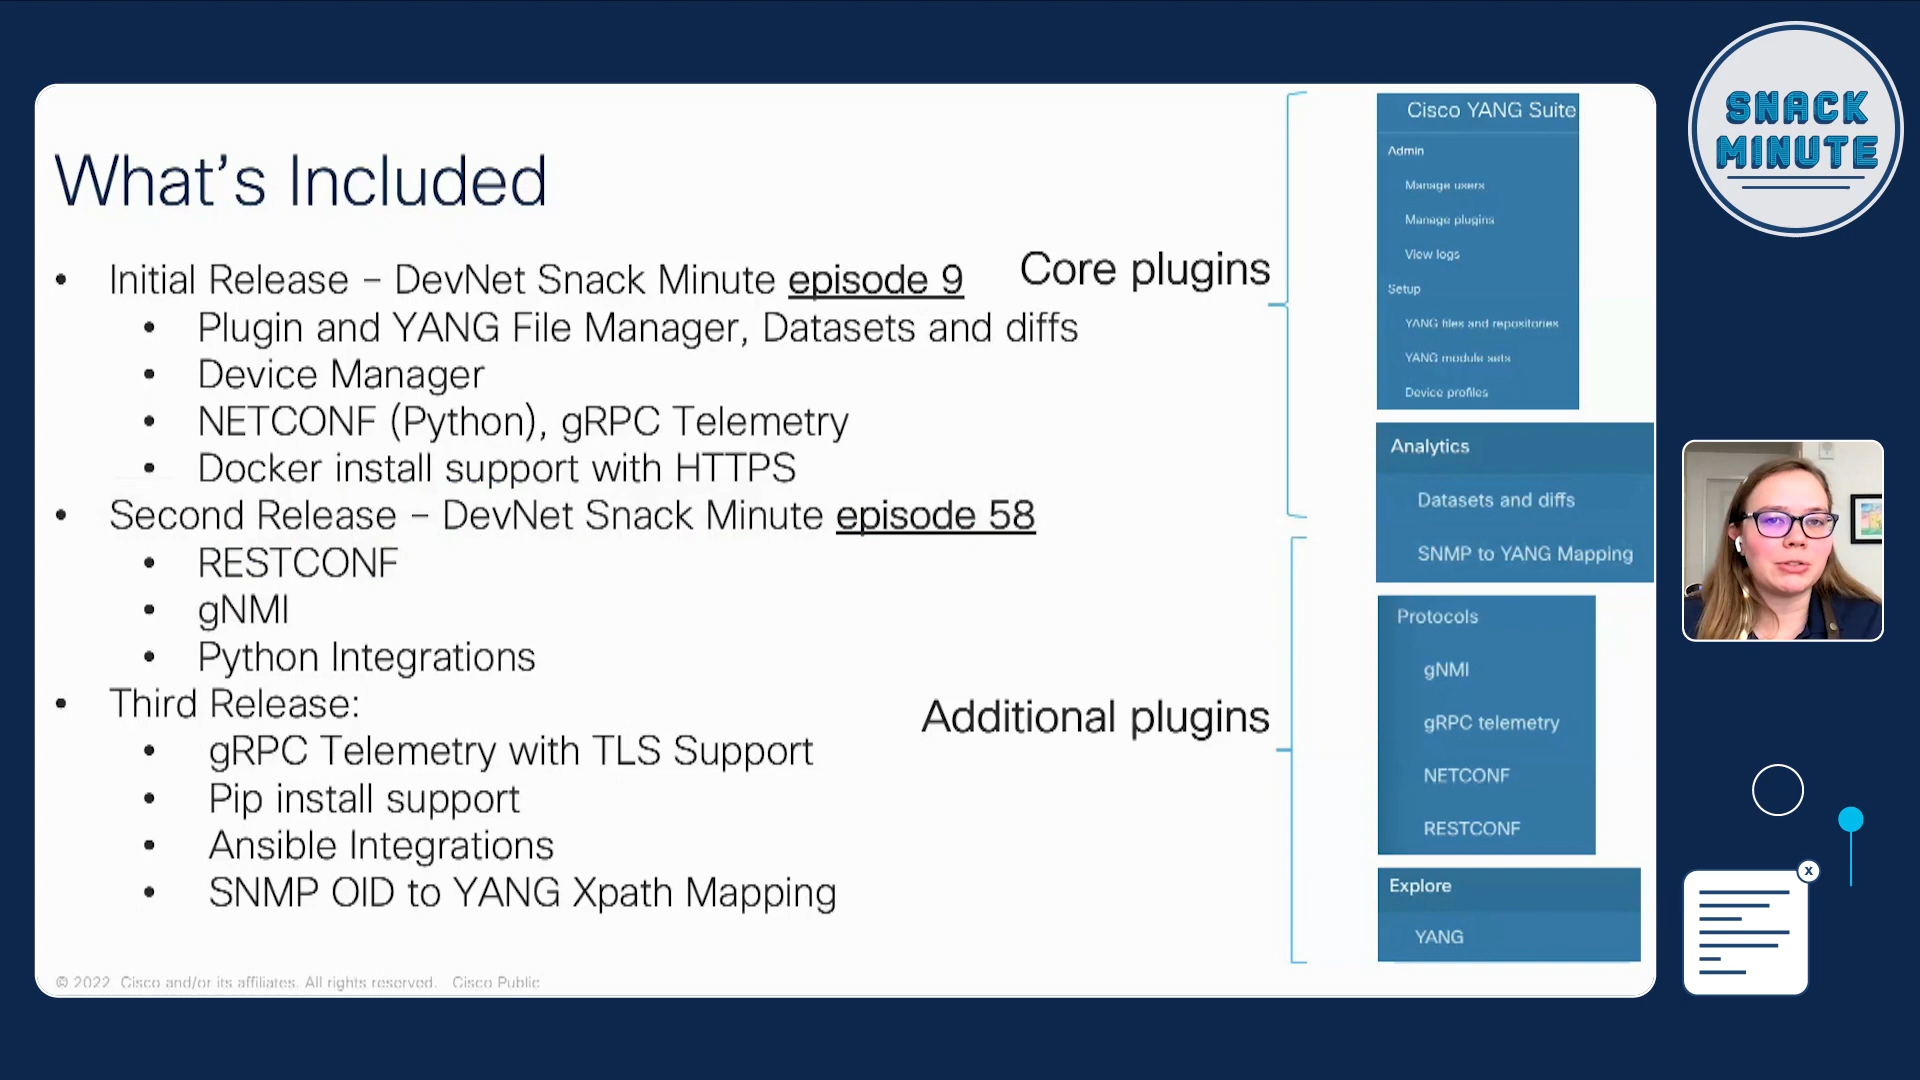 SNACK
MINUTE
What's Included
• Initial Release – DevNet Snack Minute episode 9
• Plugin and YANG File Manager, Datasets and diffs
• Device Manager
• NETCONF (Python), gRPC Telemetry
• Docker install support with HTTPS
• Second Release – DevNet Snack Minute episode 58
• RESTCONF
• gNMI
• Python Integrations
• Third Release:
• gRPC Telemetry with TLS Support
• Pip install support
• Ansible Integrations
• SNMP OID to YANG Xpath Mapping
Core plugins
Additional plugins
Cisco YANG Suite
Admin
Manage users
Manage plugins
View logs
Setup
YANG files and repositories
YANG module sets
Device profiles
Analytics
Datasets and diffs
SNMP to YANG Mapping
Protocols
gNMI
gRPC telemetry
NETCONF
RESTCONF
Explore
YANG
© 2022 Cisco and/or its affiliates. All rights reserved. Cisco Public
x